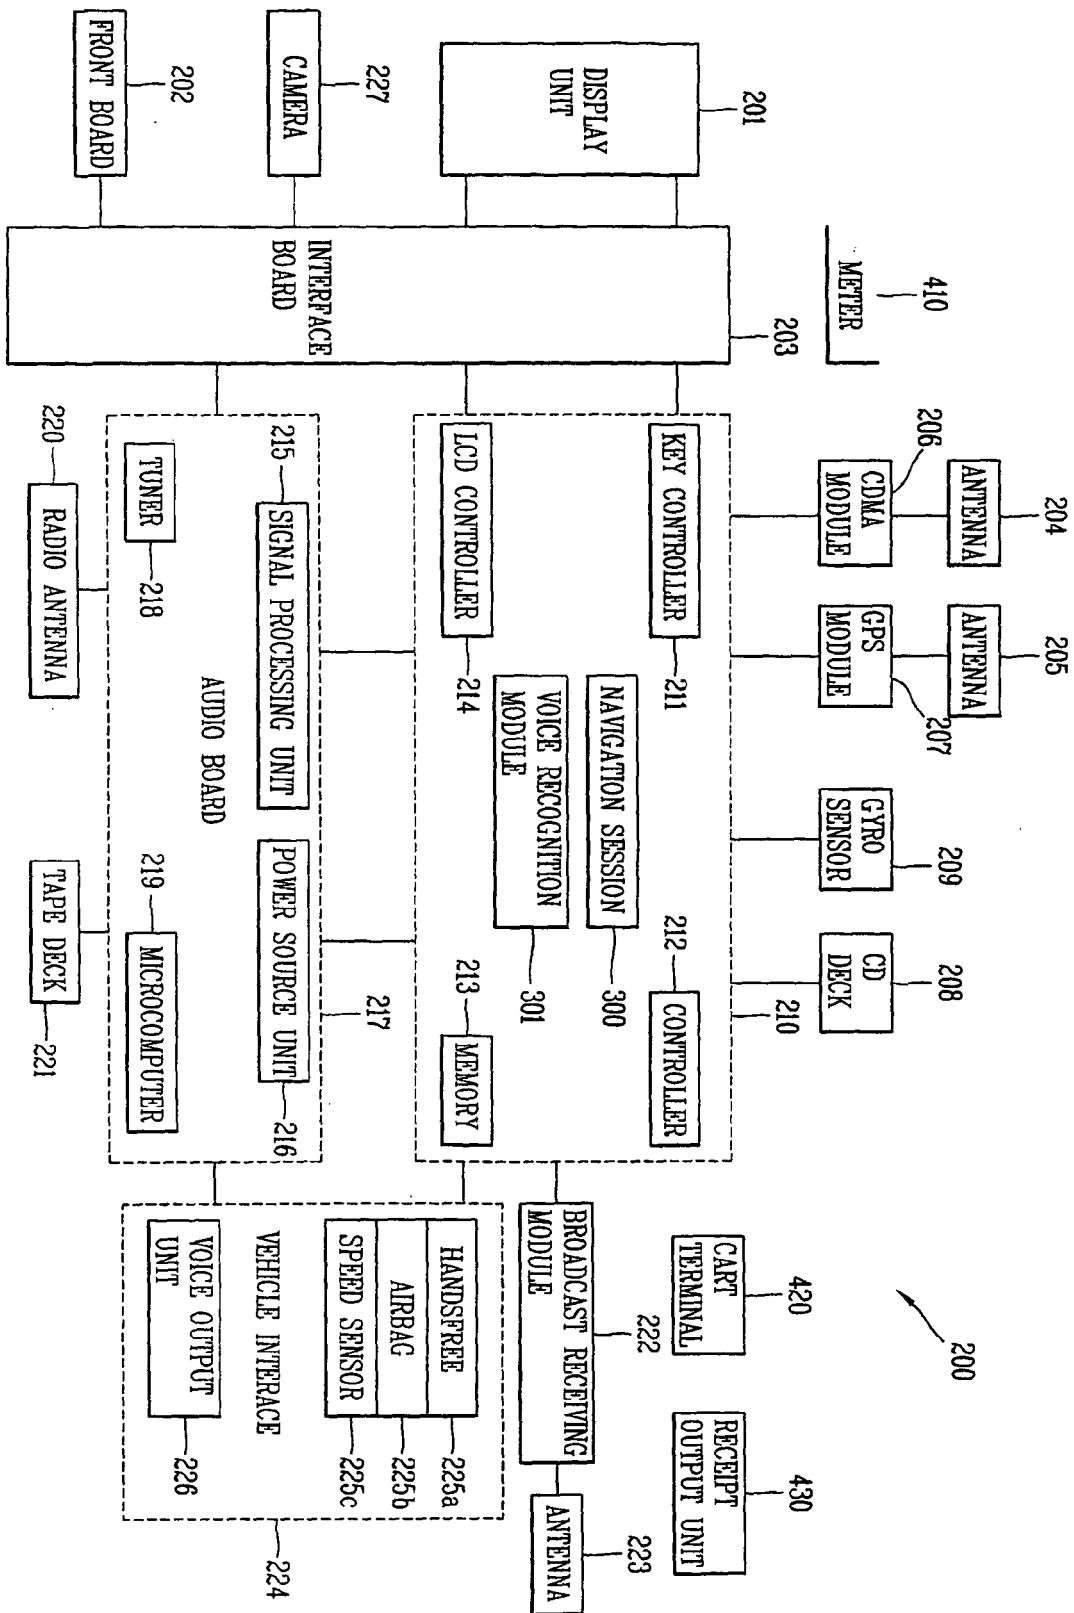 200
204
205
ANTENNA
ANTENNA
206
CDMA
MODULE
GPS
MODULE
207
GYRO
SENSOR
209
CD
DECK
208
410
METER
420
CART
TERMINAL
430
RECEIPT
OUTPUT UNIT
201
DISPLAY
UNIT
227
CAMERA
202
FRONT BOARD
INTERFACE
BOARD
203
KEY CONTROLLER
211
212
CONTROLLER
210
NAVIGATION SESSION
300
VOICE RECOGNITION
MODULE
301
LCD CONTROLLER
214
213
MEMORY
BROADCAST RECEIVING
MODULE
222
ANTENNA
223
215
SIGNAL PROCESSING UNIT
POWER SOURCE UNIT
216
217
AUDIO BOARD
TUNER
218
219
MICROCOMPUTER
220
RADIO ANTENNA
TAPE DECK
221
HANDSFREE
225a
AIRBAG
225b
SPEED SENSOR
225c
VEHICLE INTERACE
VOICE OUTPUT
UNIT
226
224